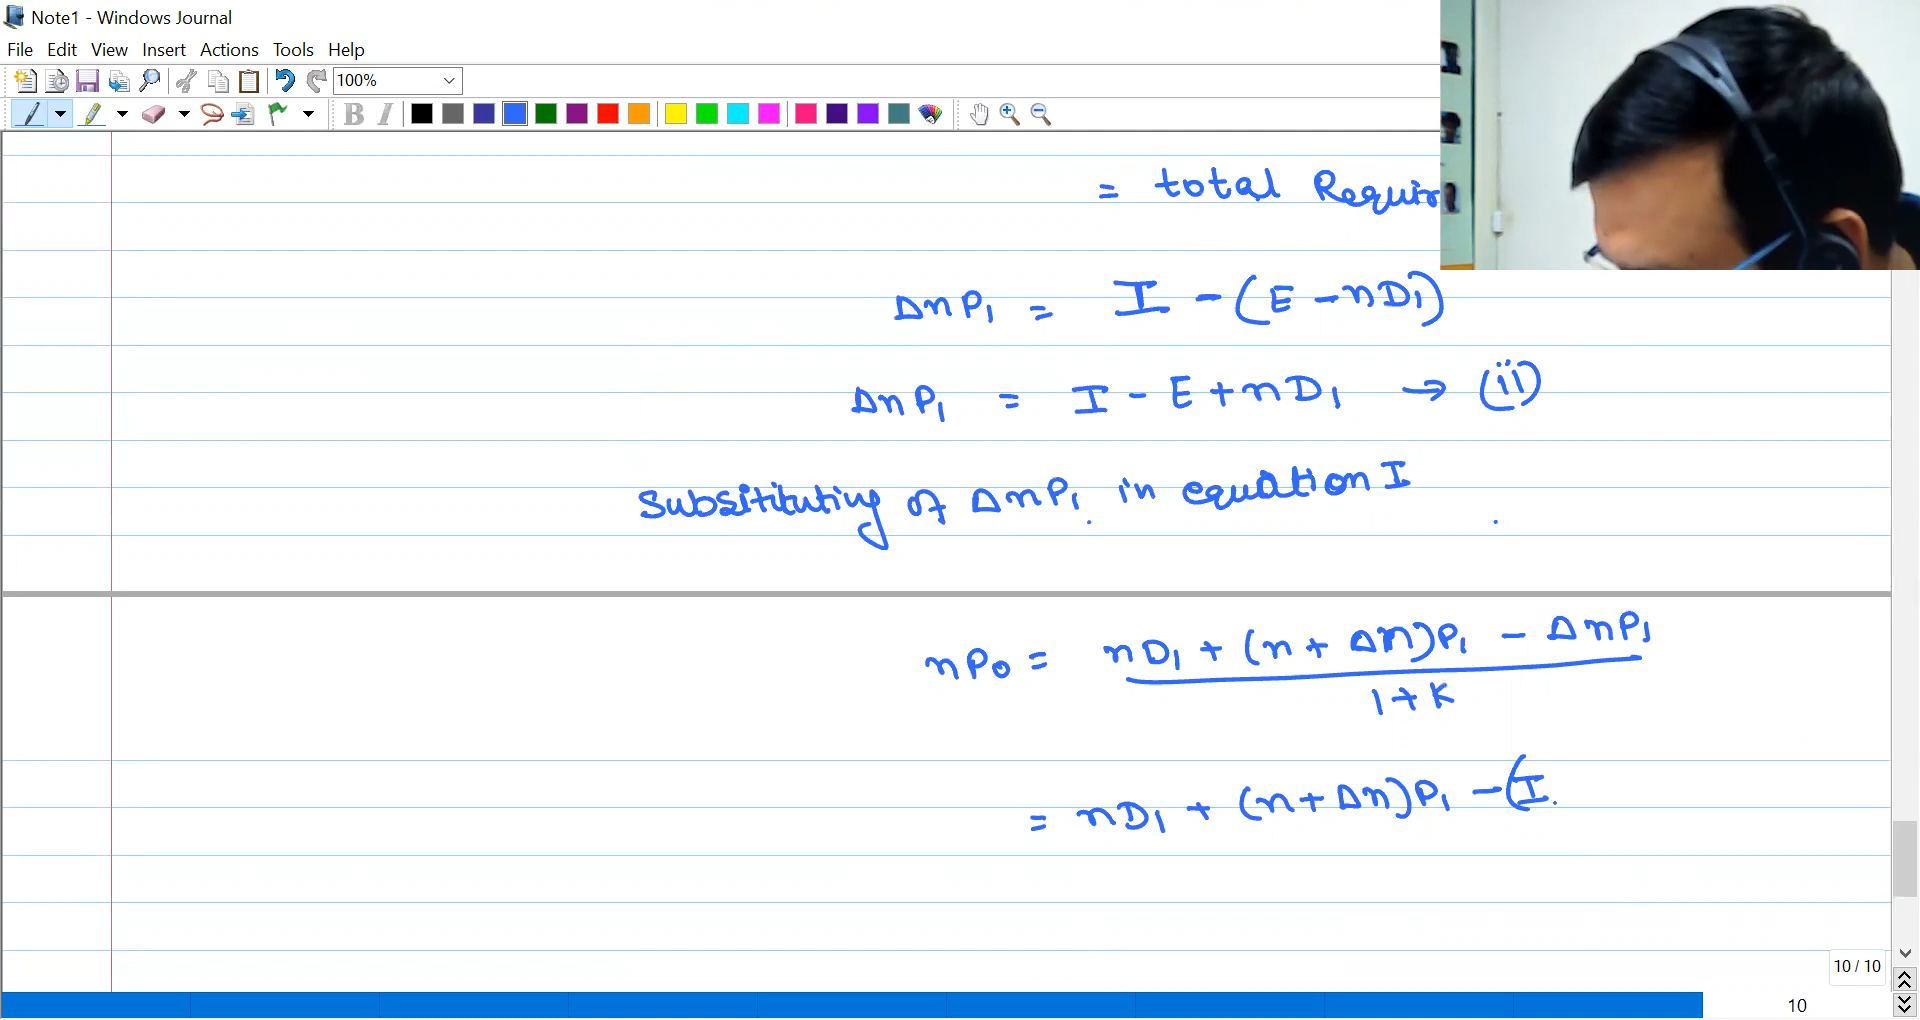 Note1 - Windows Journal
File Edit View Insert Actions Tools Help
100%
B I
= total Requir
ΔnP₁ = I - (E - nD₁)
ΔnP₁ = I - E + nD₁ → (ii)
Subsitituting of ΔnP₁ in equation I
nP₀ = nD₁ + (n + Δn)P₁ - ΔnP₁
1 + K
= nD₁ + (n + Δn)P₁ - (I
10 / 10
10